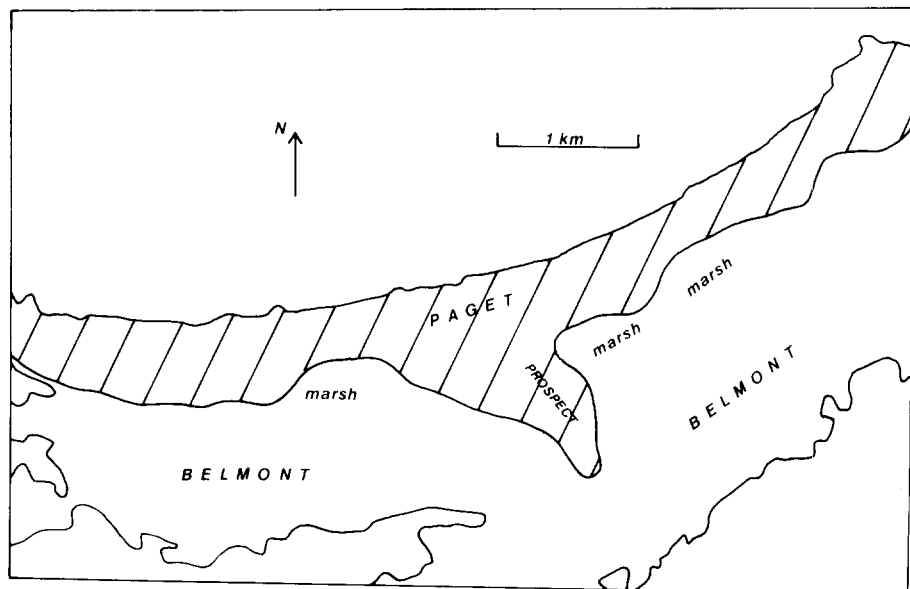 N
1 km
marsh
PAGET
marsh
PROSPECT
BELMONT
marsh
BELMONT